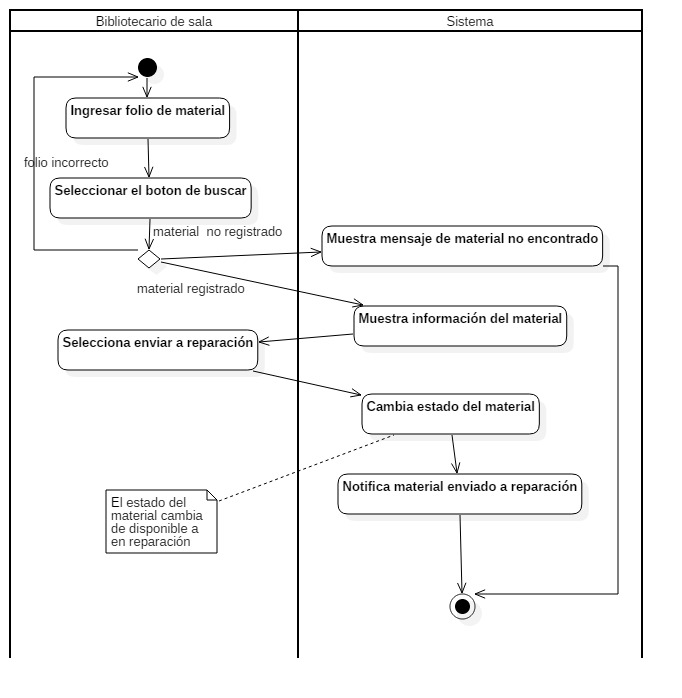 Bibliotecario de sala
Sistema
Ingresar folio de material
folio incorrecto
Seleccionar el boton de buscar
material  no registrado
Muestra mensaje de material no encontrado
material registrado
Muestra información del material
Selecciona enviar a reparación
Cambia estado del material
Notifica material enviado a reparación
El estado del
material cambia
de disponible a
en reparación